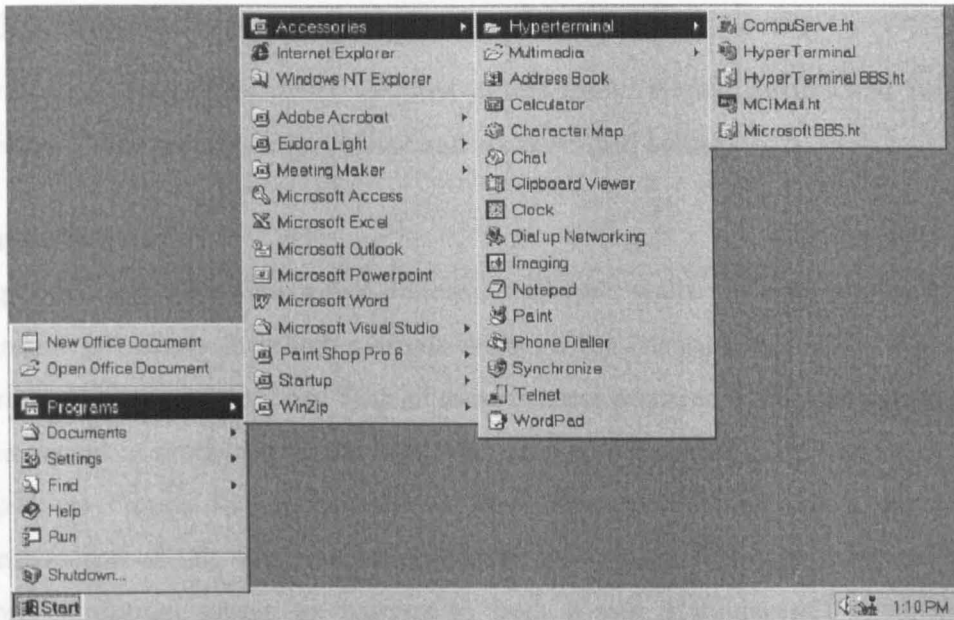 New Office Document
Open Office Document
Programs
Documents
Settings
Find
Help
Run
Shutdown...
Accessories
Internet Explorer
Windows NT Explorer
Adobe Acrobat
Eudora Light
Meeting Maker
Microsoft Access
Microsoft Excel
Microsoft Outlook
Microsoft Powerpoint
Microsoft Word
Microsoft Visual Studio
Paint Shop Pro 6
Startup
WinZip
Hyperterminal
Multimedia
Address Book
Calculator
Character Map
Chat
Clipboard Viewer
Clock
Dial up Networking
Imaging
Notepad
Paint
Phone Dialler
Synchronize
Telnet
WordPad
CompuServe.ht
HyperTerminal
HyperTerminal BBS.ht
MCI Mail.ht
Microsoft BBS.ht
Start
1:10 PM